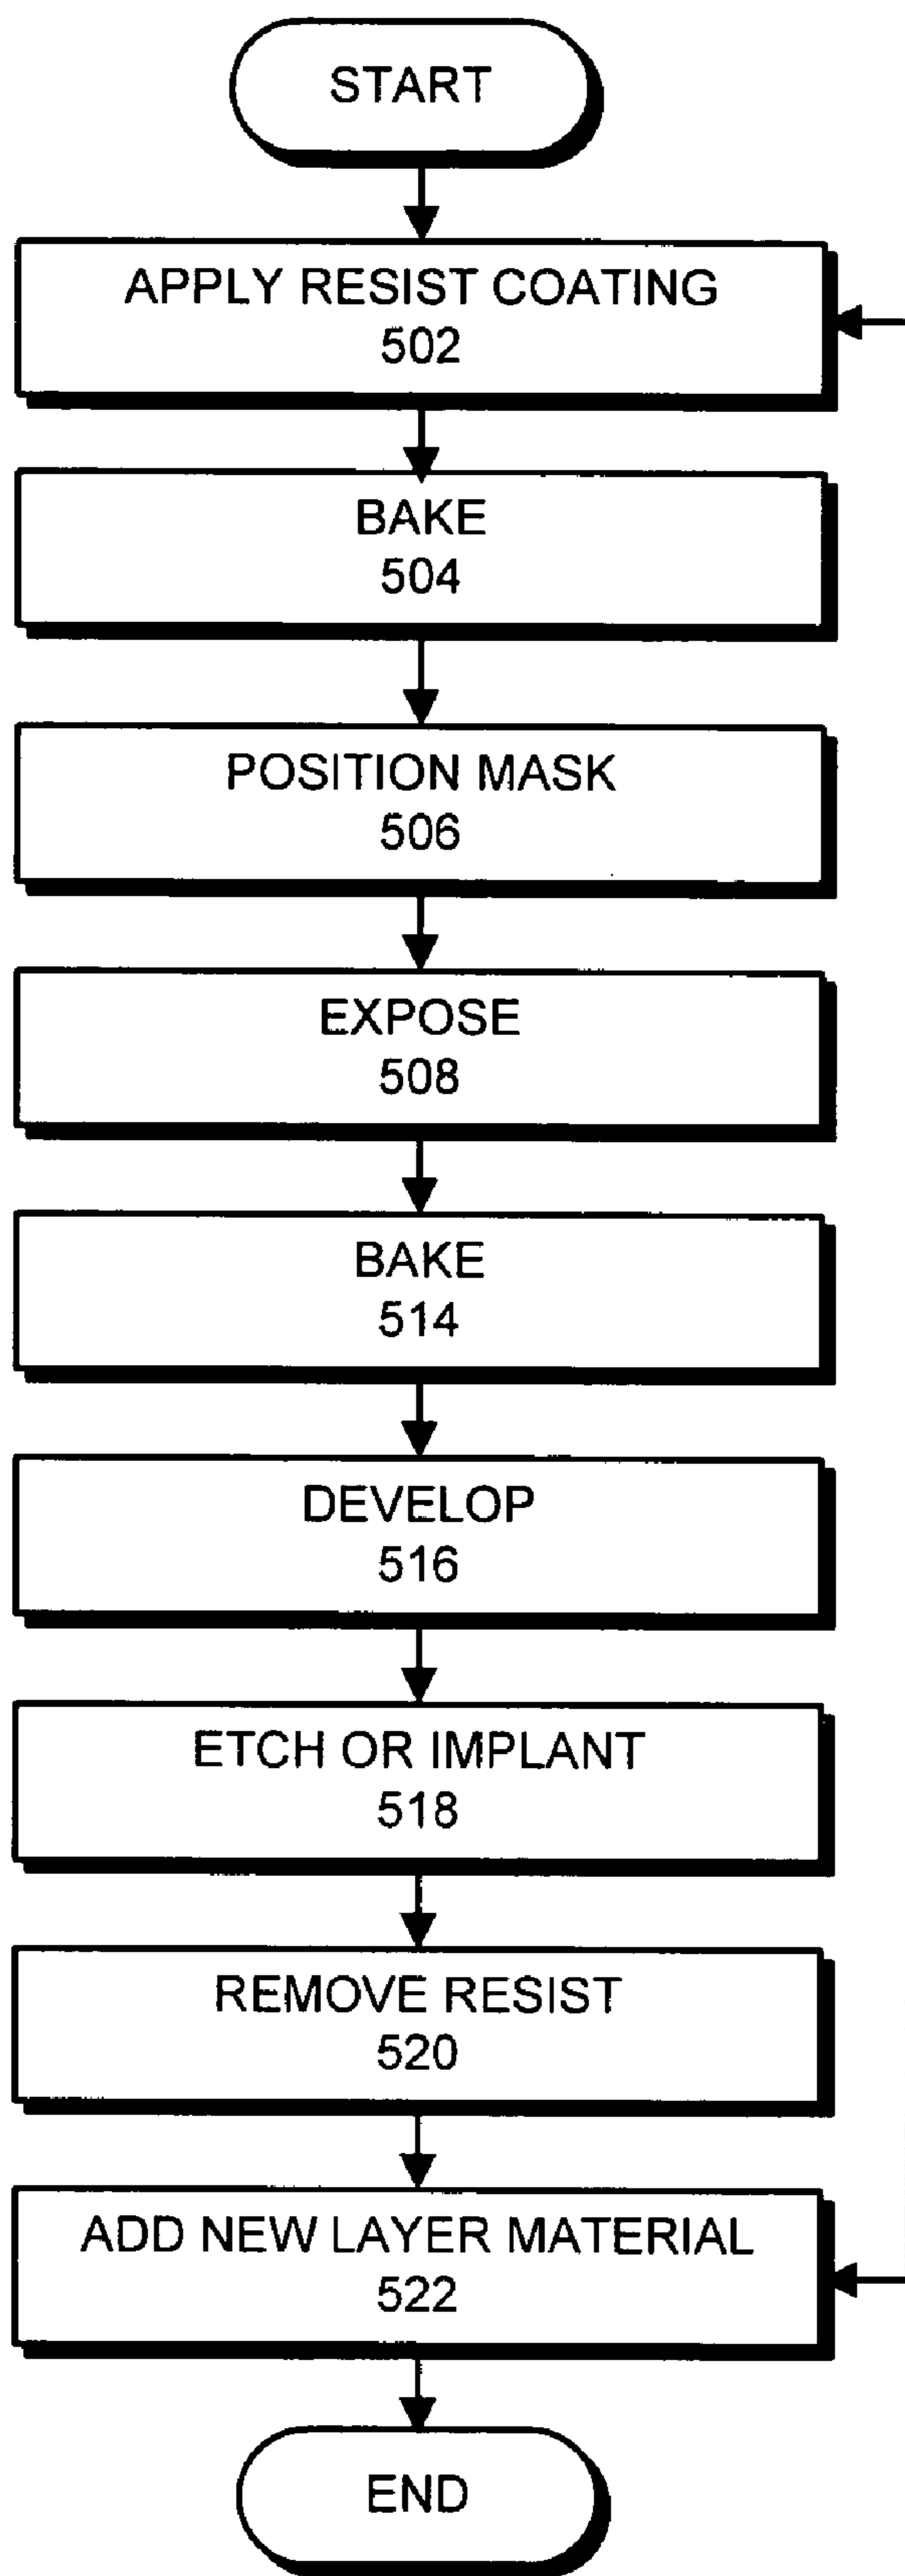 START
APPLY RESIST COATING
502
BAKE
504
POSITION MASK
506
EXPOSE
508
BAKE
514
DEVELOP
516
ETCH OR IMPLANT
518
REMOVE RESIST
520
ADD NEW LAYER MATERIAL
522
END